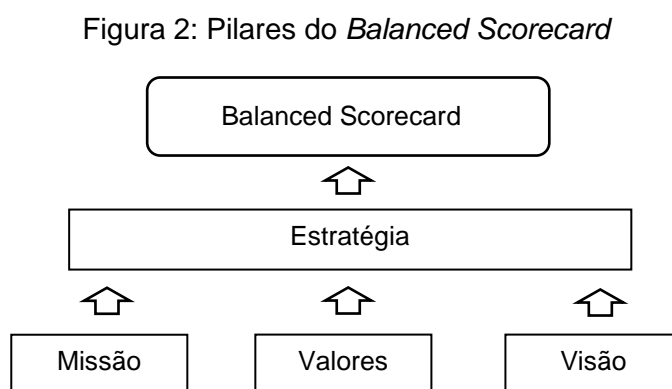 Figura 2: Pilares do Balanced Scorecard
Balanced Scorecard
Estratégia
Missão
Valores
Visão